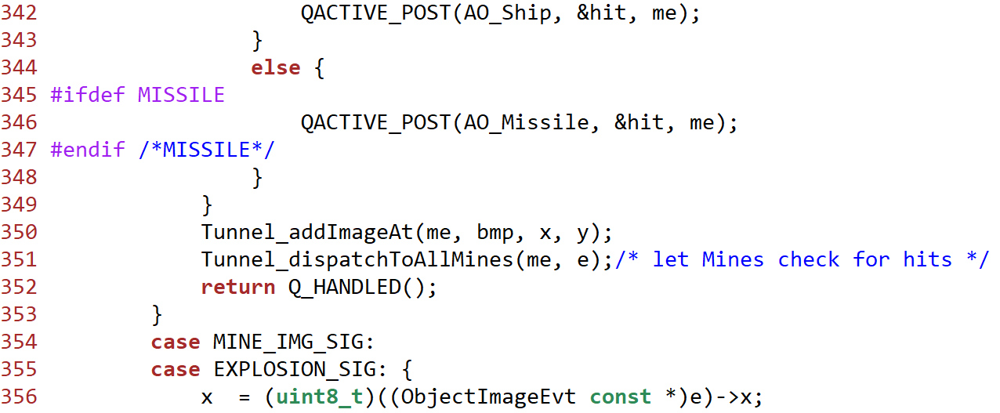 342                     QACTIVE_POST(AO_Ship, &hit, me);
343                 }
344                 else {
345 #ifdef MISSILE
346                     QACTIVE_POST(AO_Missile, &hit, me);
347 #endif /*MISSILE*/
348                 }
349             }
350             Tunnel_addImageAt(me, bmp, x, y);
351             Tunnel_dispatchToAllMines(me, e);/* let Mines check for hits */
352             return Q_HANDLED();
353         }
354         case MINE_IMG_SIG:
355         case EXPLOSION_SIG: {
356             x  = (uint8_t)((ObjectImageEvt const *)e)->x;